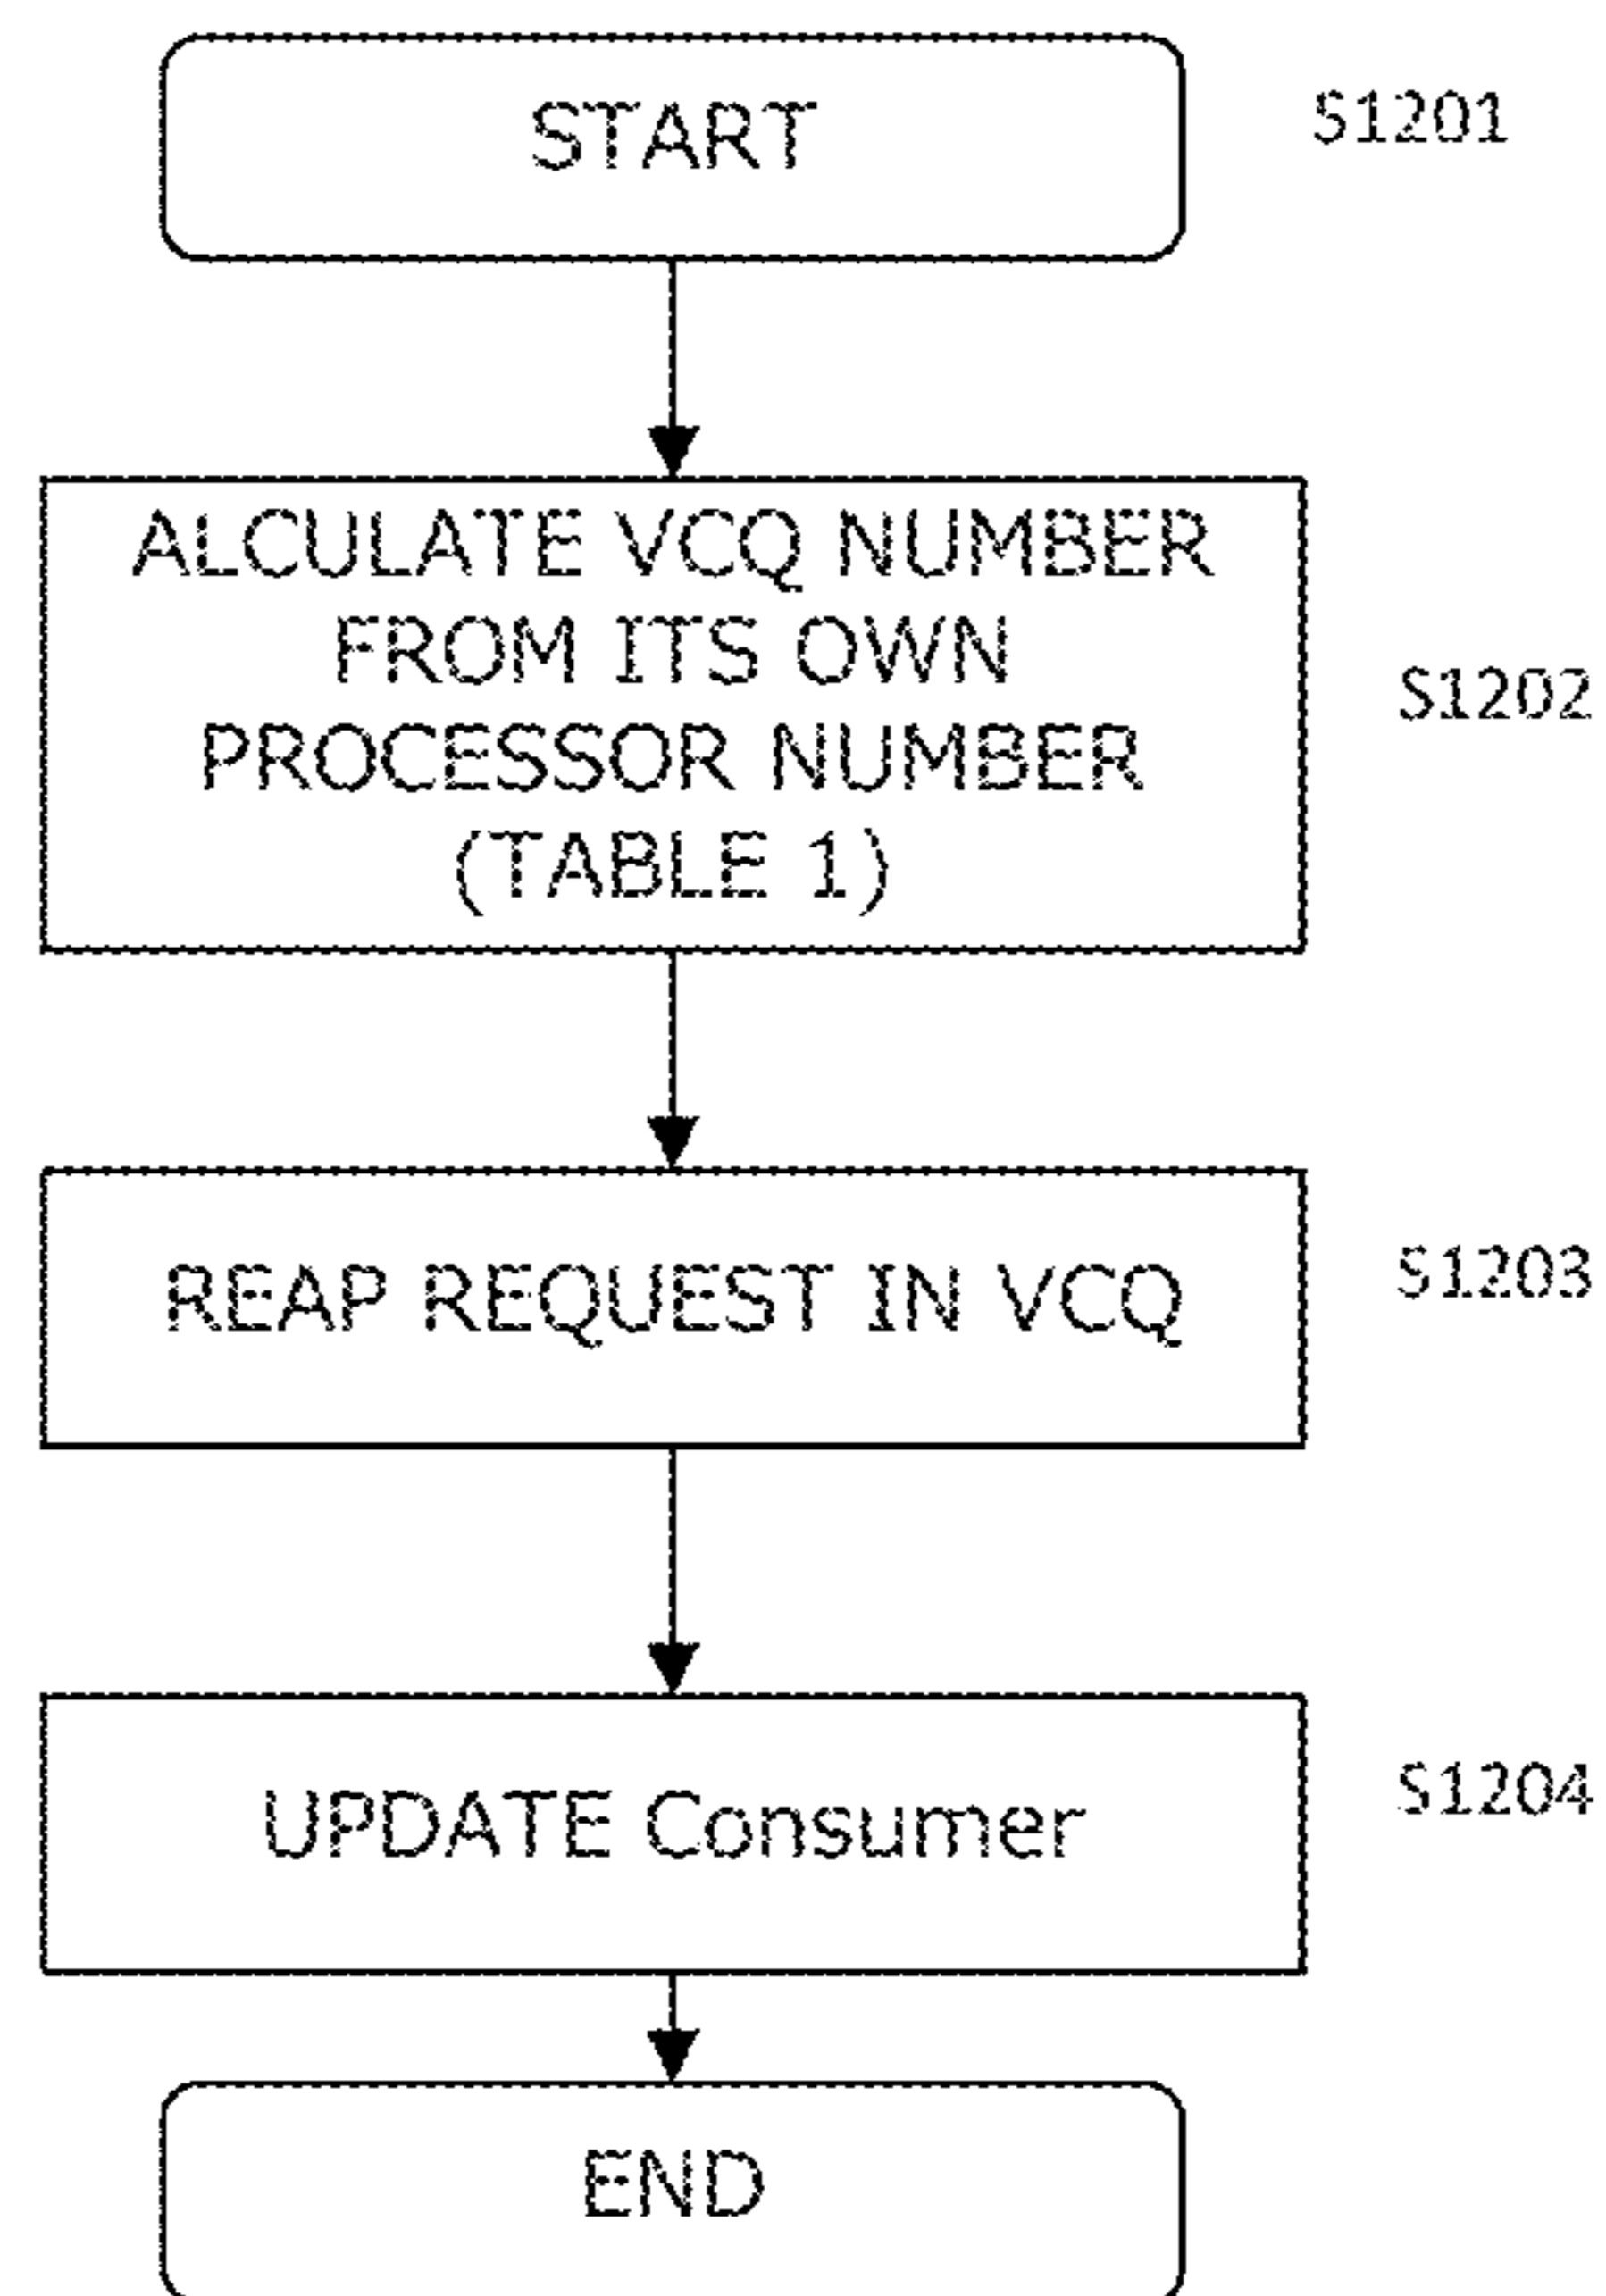 START
S1201
ALCULATE VCQ NUMBER
FROM ITS OWN
PROCESSOR NUMBER
(TABLE 1)
S1202
REAP REQUEST IN VCQ
S1203
UPDATE Consumer
S1204
END